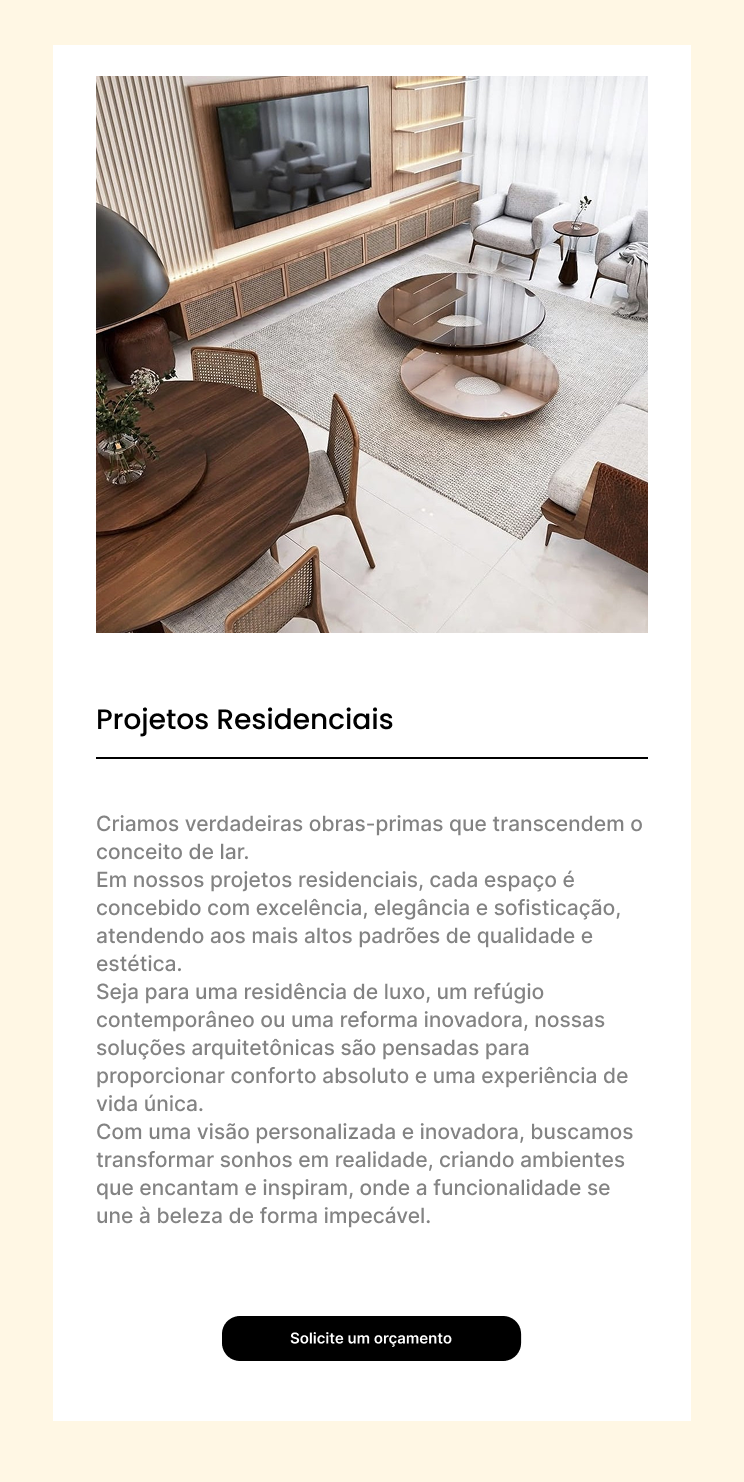 Projetos Residenciais
Criamos verdadeiras obras-primas que transcendem o
conceito de lar.
Em nossos projetos residenciais, cada espaço é
concebido com excelência, elegância e sofisticação,
atendendo aos mais altos padrões de qualidade e
estética.
Seja para uma residência de luxo, um refúgio
contemporâneo ou uma reforma inovadora, nossas
soluções arquitetônicas são pensadas para
proporcionar conforto absoluto e uma experiência de
vida única.
Com uma visão personalizada e inovadora, buscamos
transformar sonhos em realidade, criando ambientes
que encantam e inspiram, onde a funcionalidade se
une à beleza de forma impecável.
Solicite um orçamento